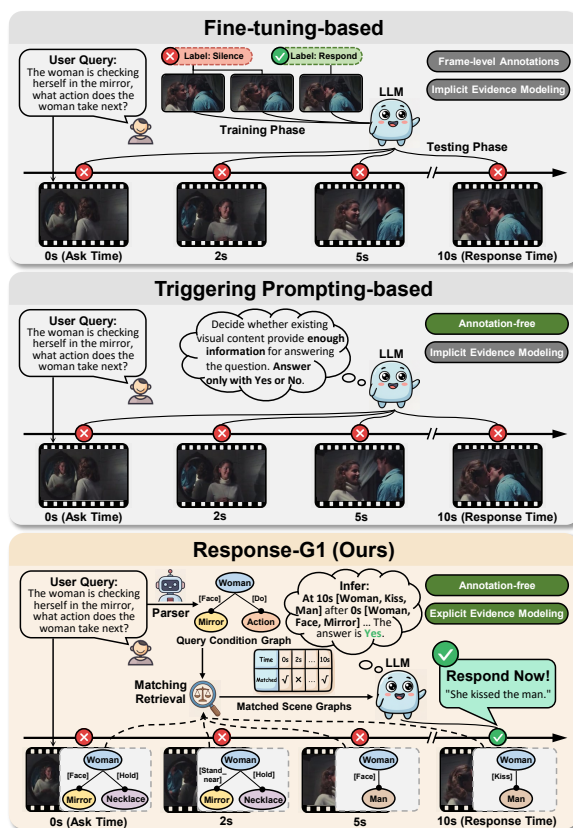 Fine-tuning-based
User Query:
The woman is checking
herself in the mirror,
what action does the
woman take next?
Label: Silence
Label: Respond
Training Phase
LLM
Testing Phase
Frame-level Annotations
Implicit Evidence Modeling
0s (Ask Time)
2s
5s
10s (Response Time)
Triggering Prompting-based
User Query:
The woman is checking
herself in the mirror,
what action does the
woman take next?
Decide whether existing
visual content provide enough
information for answering
the question. Answer
only with Yes or No.
LLM
Annotation-free
Implicit Evidence Modeling
0s (Ask Time)
2s
5s
10s (Response Time)
Response-G1 (Ours)
User Query:
The woman is checking
herself in the mirror,
what action does the
woman take next?
Parser
Woman
[Face]
[Do]
Mirror
Action
Query Condition Graph
Matching
Retrieval
Time 0s 2s ... 10s
Matched √ × ... √
Matched Scene Graphs
Infer:
At 10s [Woman, Kiss,
Man] after 0s [Woman,
Face, Mirror] ... The
answer is Yes.
LLM
Annotation-free
Explicit Evidence Modeling
Respond Now!
"She kissed the man."
Woman
[Face]
[Hold]
Mirror
Necklace
0s (Ask Time)
Woman
[Stand_
near]
[Hold]
Mirror
Necklace
2s
Woman
[Face]
Man
5s
Woman
[Kiss]
Man
10s (Response Time)